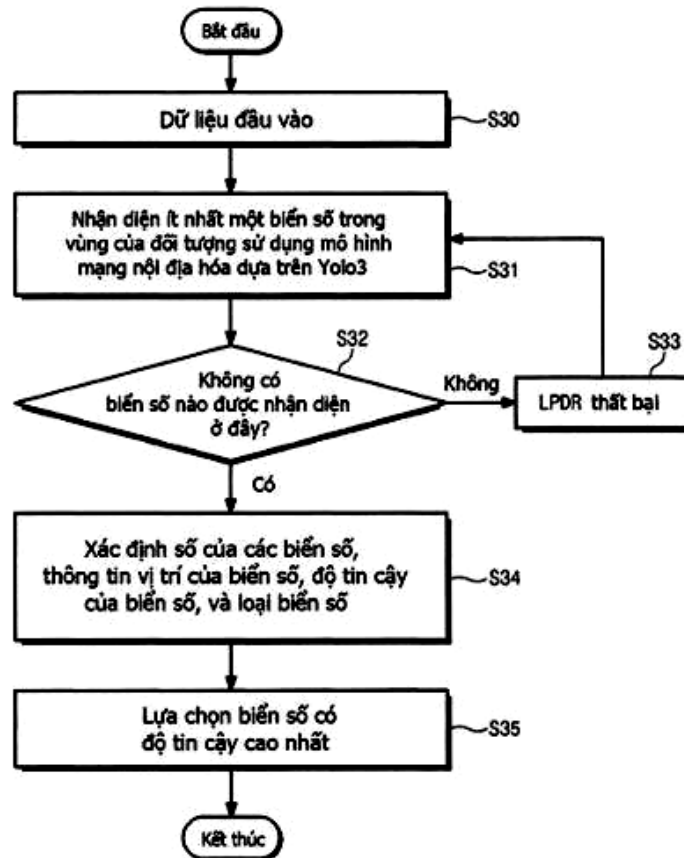 Bắt đầu
Dữ liệu đầu vào
S30
Nhận diện ít nhất một biển số trong
vùng của đối tượng sử dụng mô hình
mạng nội địa hóa dựa trên Yolo3
S31
S32
Không có
biển số nào được nhận diện
ở đây?
Không
S33
LPDR thất bại
Có
Xác định số của các biển số,
thông tin vị trí của biển số, độ tin cậy
của biển số, và loại biển số
S34
Lựa chọn biển số có
độ tin cậy cao nhất
S35
Kết thúc